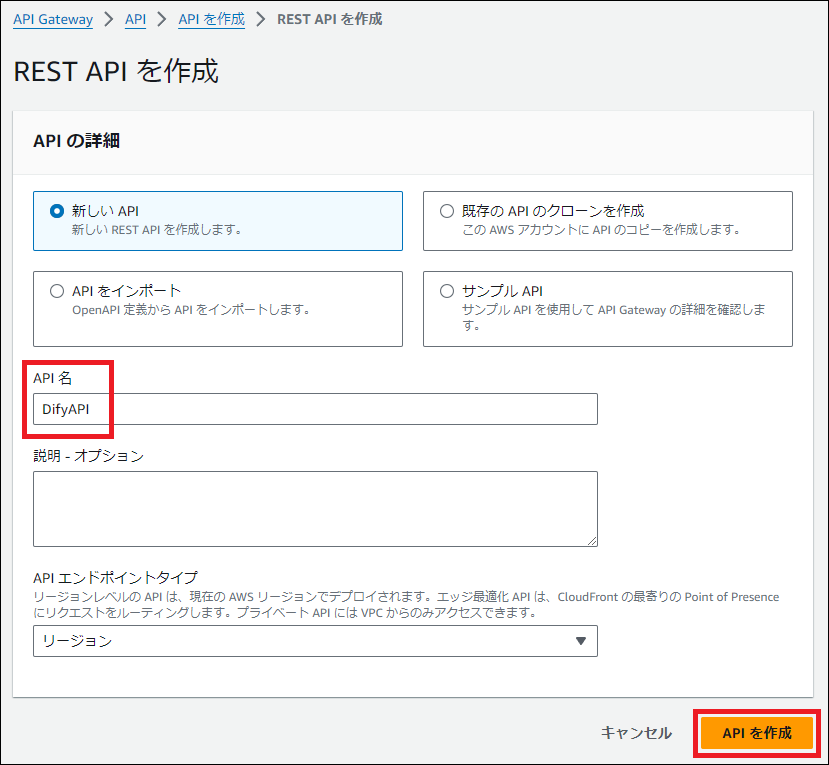 API Gateway > API > API を作成 > REST API を作成
REST API を作成
API の詳細
新しい API
新しい REST API を作成します。
既存の API のクローンを作成
この AWS アカウントに API のコピーを作成します。
API をインポート
OpenAPI 定義から API をインポートします。
サンプル API
サンプル API を使用して API Gateway の詳細を確認しま
す。
API 名
DifyAPI
説明 - オプション
API エンドポイントタイプ
リージョンレベルの API は、現在の AWS リージョンでデプロイされます。エッジ最適化 API は、CloudFront の最寄りの Point of Presence
にリクエストをルーティングします。プライベート API には VPC からのみアクセスできます。
リージョン
キャンセル
API を作成